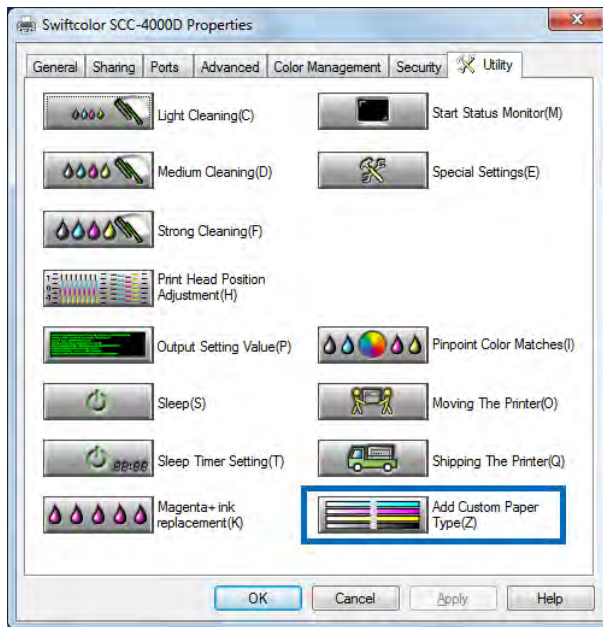 Swiftcolor SCC-4000D Properties
General Sharing Ports Advanced Color Management Security Utility
Light Cleaning(C)
Start Status Monitor(M)
Medium Cleaning(D)
Special Settings(E)
Strong Cleaning(F)
Print Head Position
Adjustment(H)
Output Setting Value(P)
Pinpoint Color Matches(I)
Sleep(S)
Moving The Printer(O)
88:88
Sleep Timer Setting(T)
Shipping The Printer(Q)
Magenta+ ink
replacement(K)
Add Custom Paper
Type(Z)
OK Cancel Apply Help